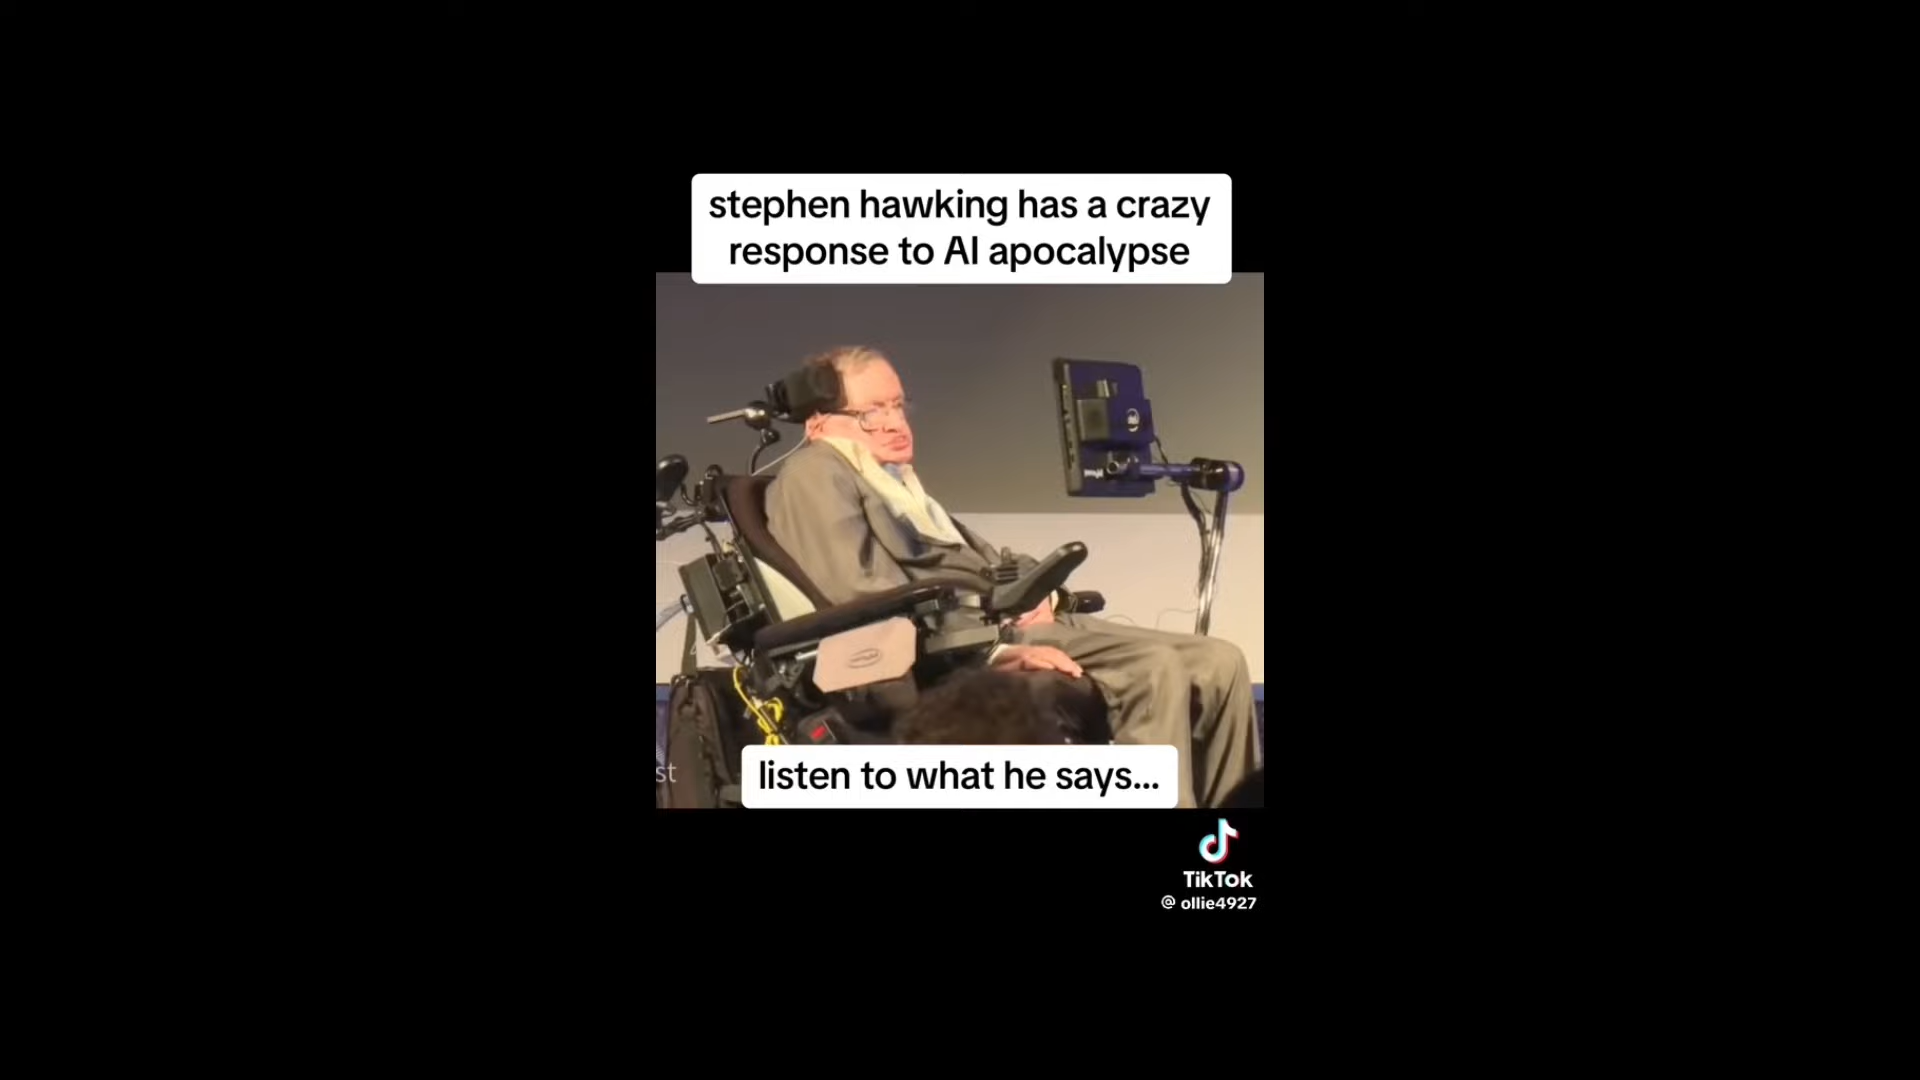 stephen hawking has a crazy
response to AI apocalypse
st
listen to what he says...
TikTok
@ ollie4927